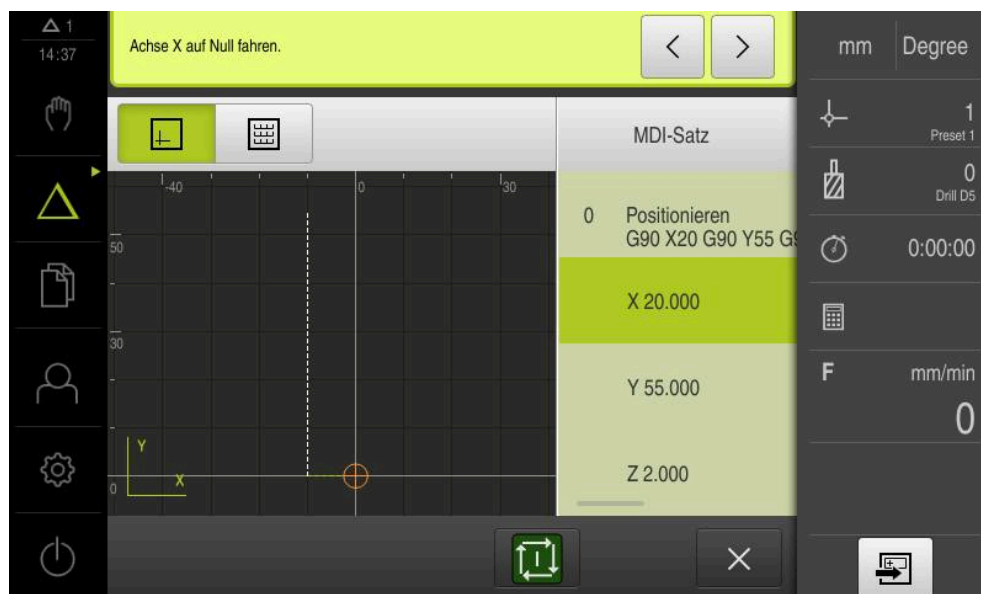 1
14:37
Achse X auf Null fahren.
mm Degree
MDI-Satz
1
Preset 1
0
Drill D5
0:00:00
F mm/min
0
-40 0 30
50
30
0
Y
X
0 Positionieren
G90 X20 G90 Y55 G9
X 20.000
Y 55.000
Z 2.000